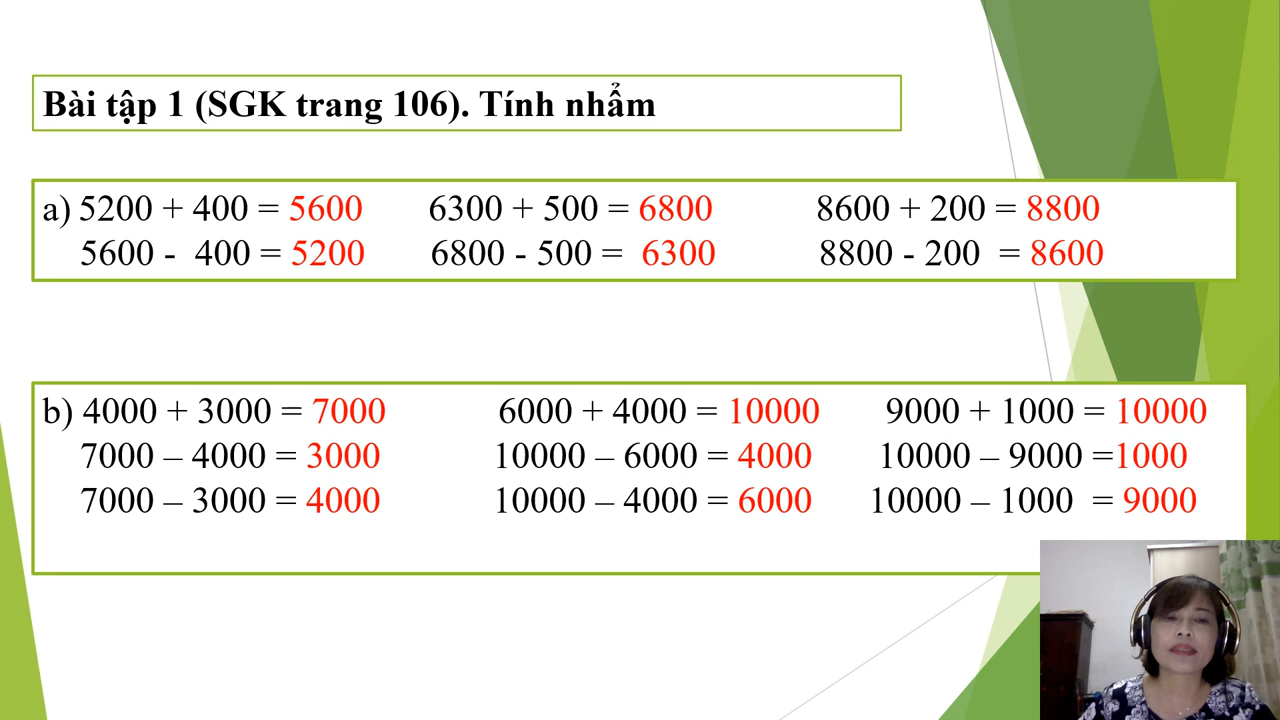 Bài tập 1 (SGK trang 106). Tính nhẩm
a) 5200 + 400 = 5600 6300 + 500 = 6800 8600 + 200 = 8800
5600 - 400 = 5200 6800 - 500 = 6300 8800 - 200 = 8600
b) 4000 + 3000 = 7000 6000 + 4000 = 10000 9000 + 1000 = 10000
7000 – 4000 = 3000 10000 – 6000 = 4000 10000 – 9000 =1000
7000 – 3000 = 4000 10000 – 4000 = 6000 10000 – 1000 = 9000